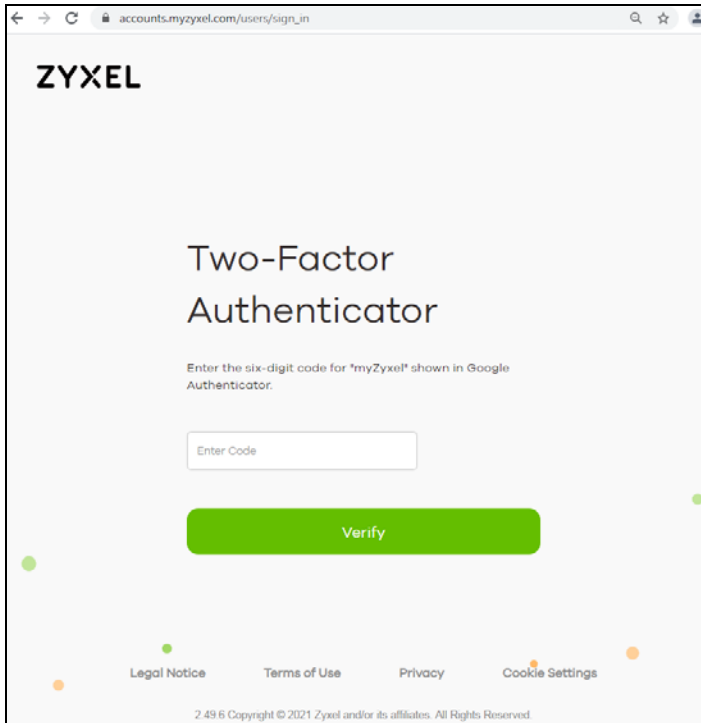 accounts.myzyxel.com/users/sign_in
ZYXEL
Two-Factor
Authenticator
Enter the six-digit code for "myZyxel" shown in Google
Authenticator.
Enter Code
Verify
Legal Notice Terms of Use Privacy Cookie Settings
2.49.6 Copyright © 2021 Zyxel and/or its affiliates. All Rights Reserved.